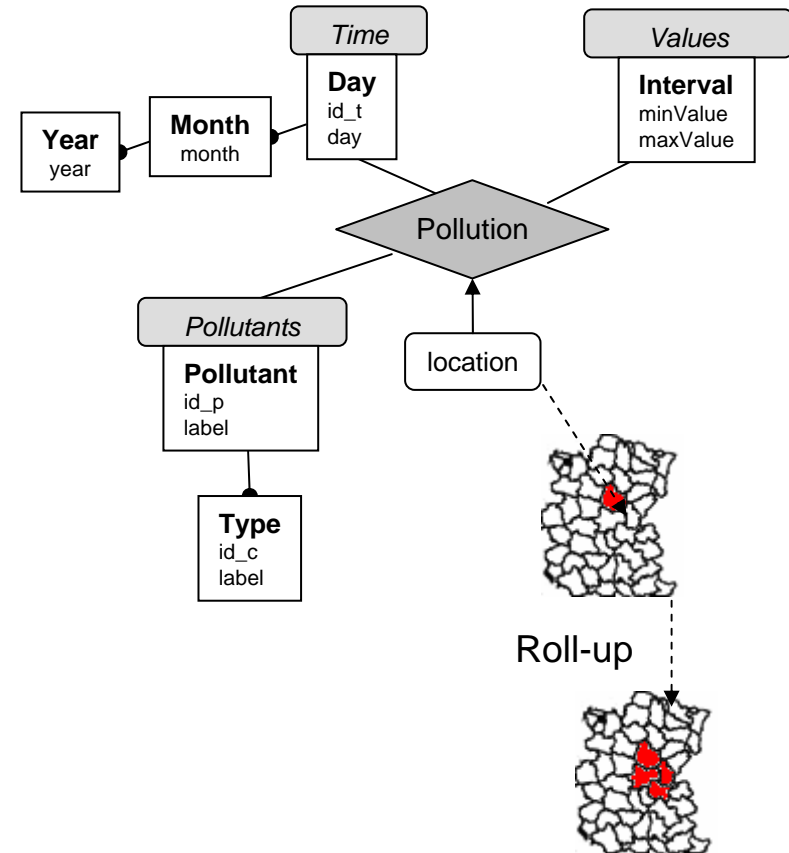 Time
Values
Day
id_t
day
Interval
minValue
maxValue
Month
month
Year
year
Pollution
Pollutants
Pollutant
id_p
label
location
Type
id_c
label
Roll-up